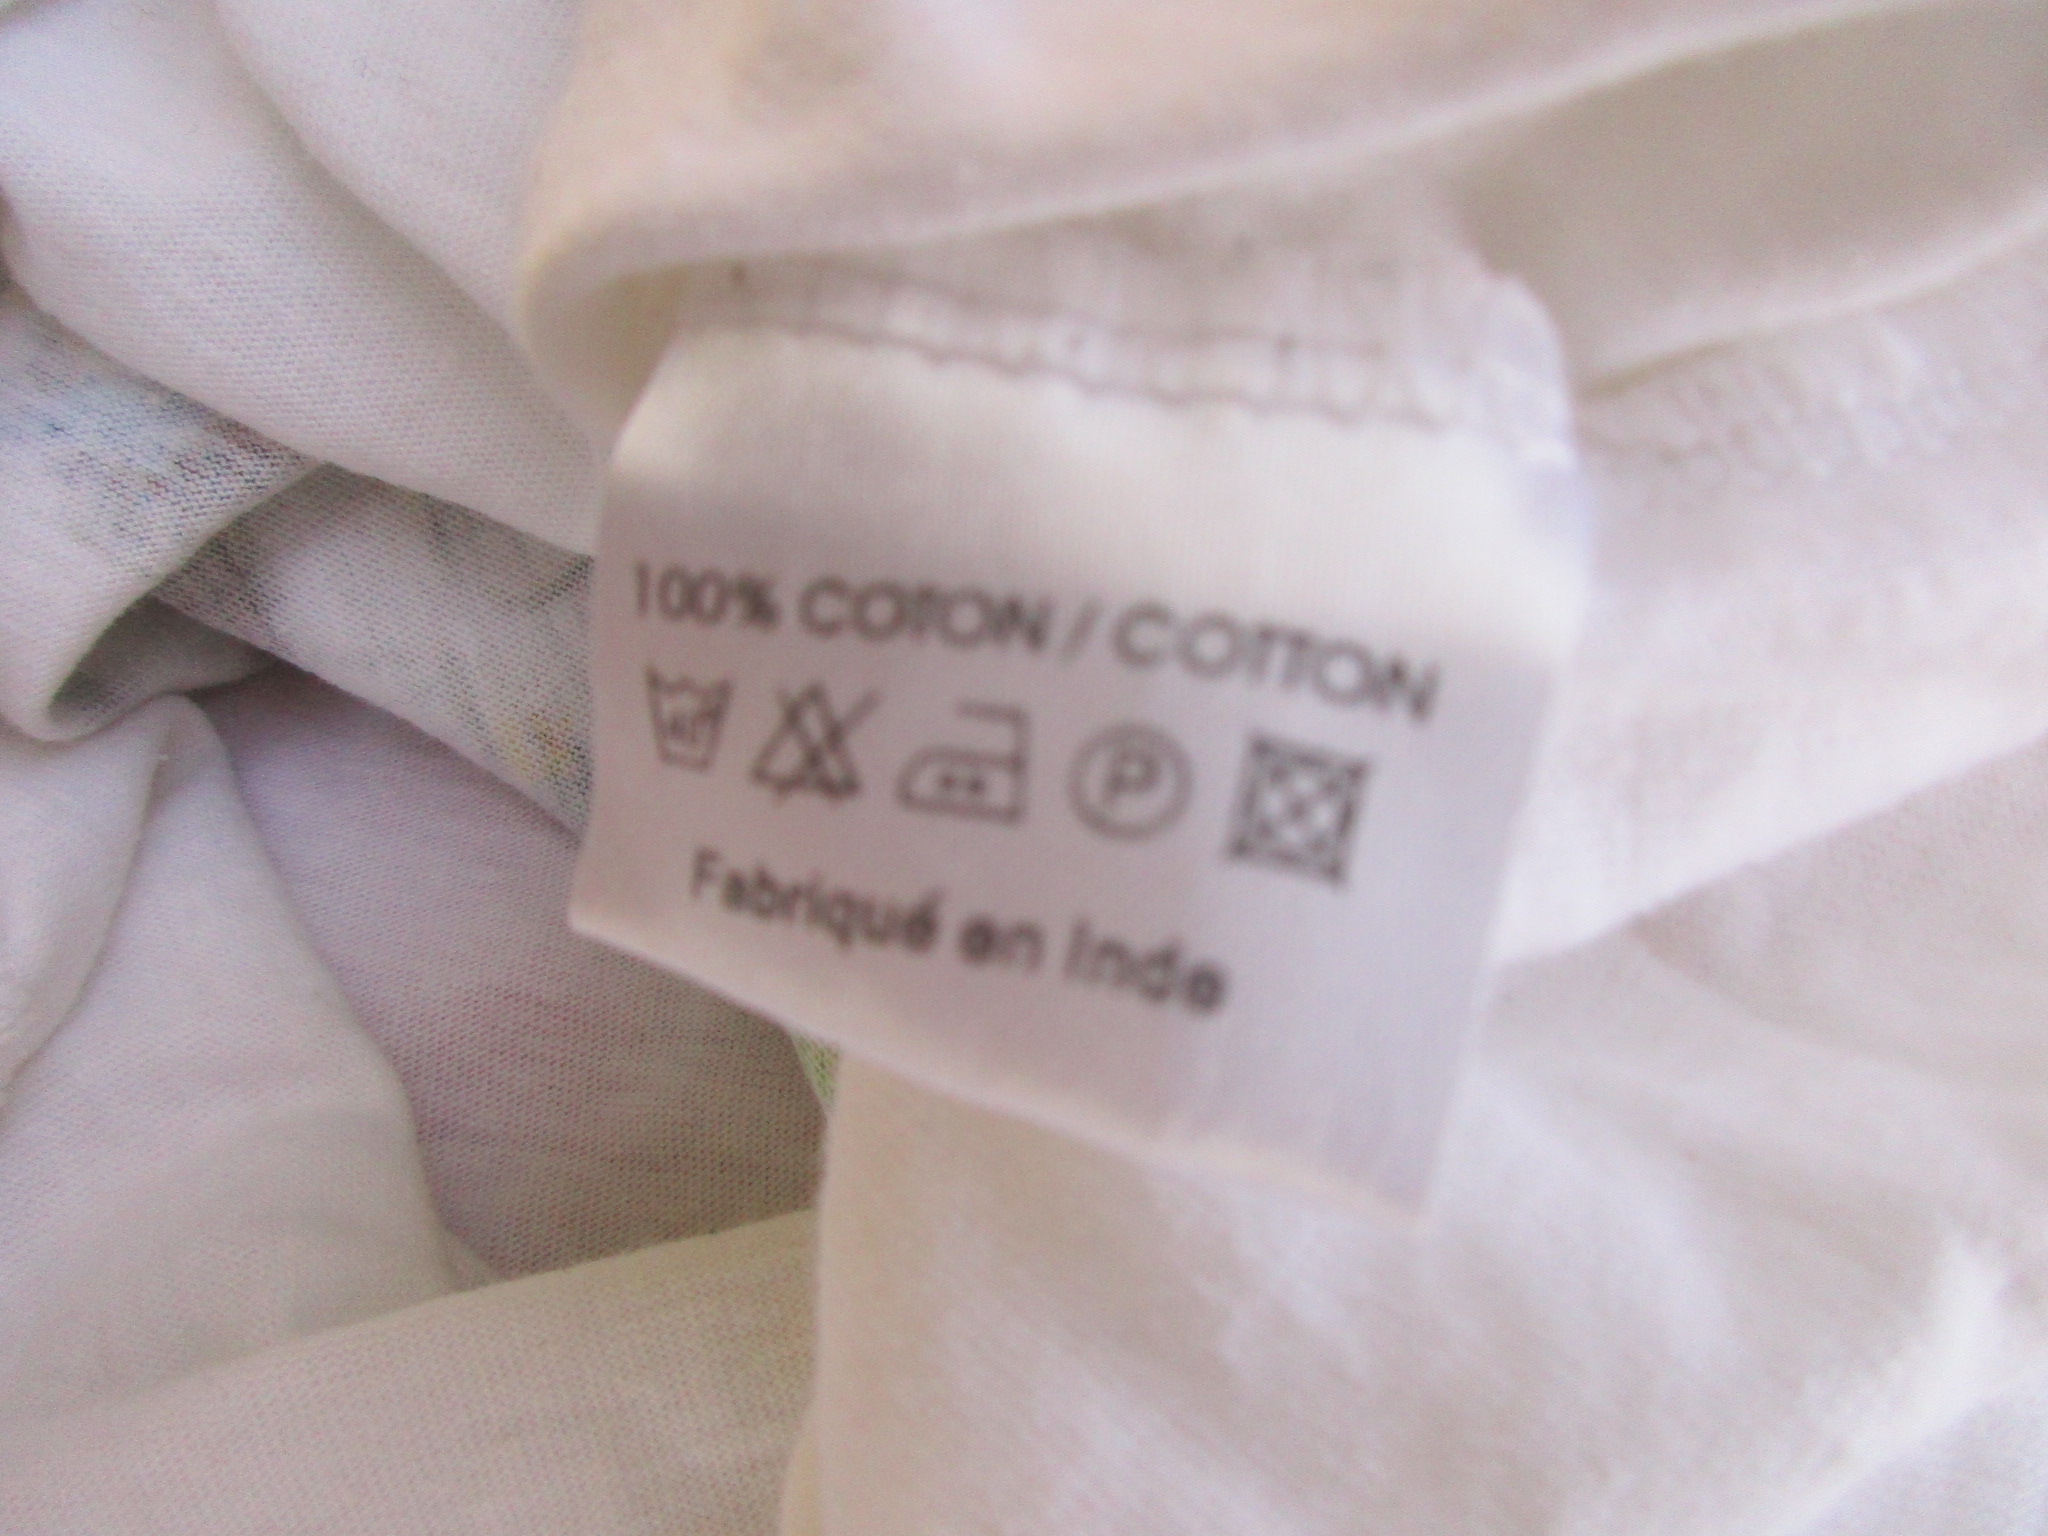 100% COTON / COTTON
P
Fabriqué en Inde